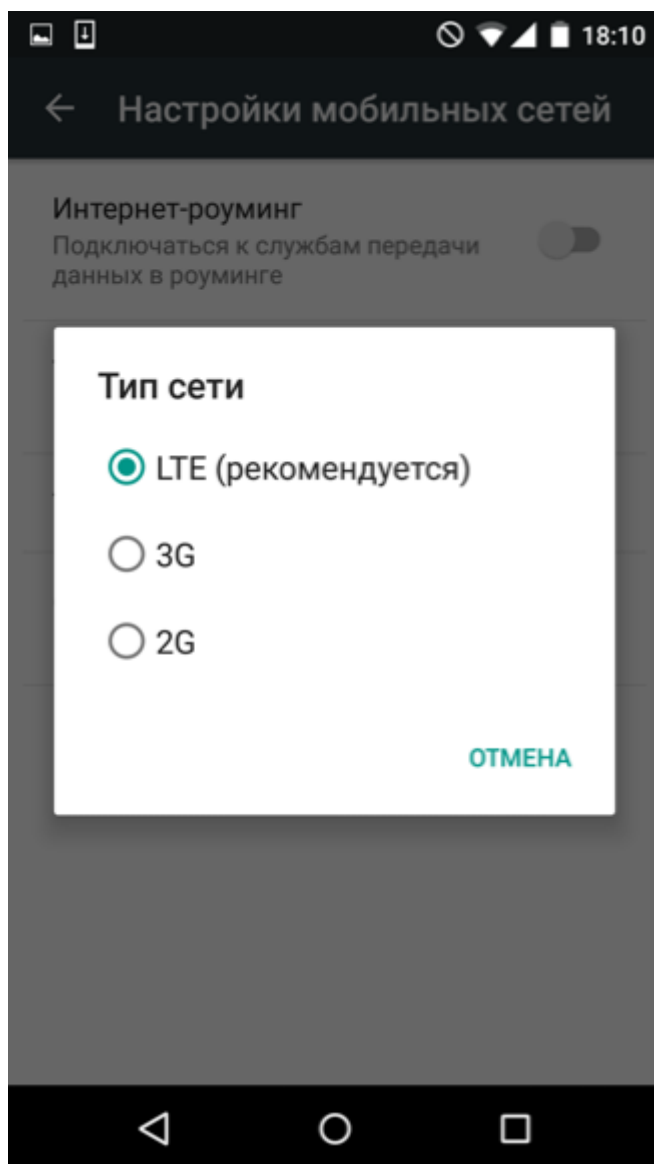 18:10
Настройки мобильных сетей
Интернет-роуминг
Подключаться к службам передачи
данных в роуминге
Тип сети
LTE (рекомендуется)
3G
2G
ОТМЕНА